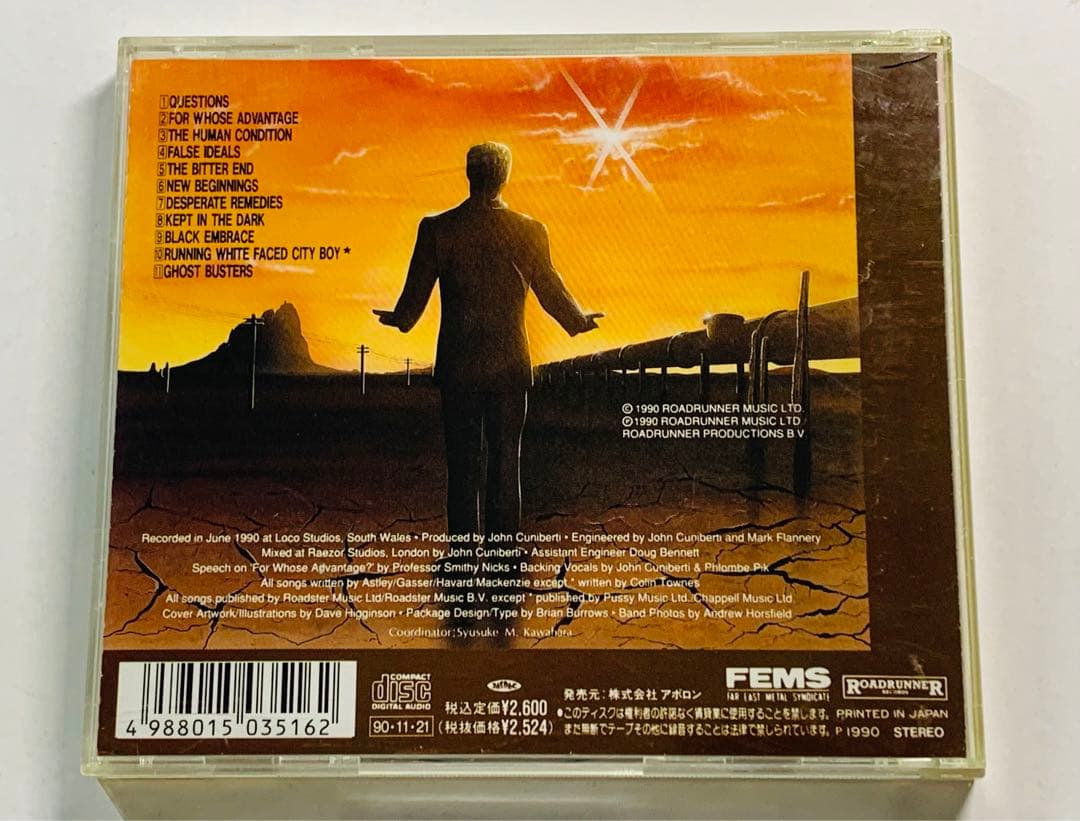 1 QUESTIONS
2 FOR WHOSE ADVANTAGE
3 THE HUMAN CONDITION
4 FALSE IDEALS
5 THE BITTER END
6 NEW BEGINNINGS
7 DESPERATE REMEDIES
8 KEPT IN THE DARK
9 BLACK EMBRACE
10 RUNNING WHITE FACED CITY BOY *
11 GHOST BUSTERS
© 1990 ROADRUNNER MUSIC LTD.
℗ 1990 ROADRUNNER MUSIC LTD./
ROADRUNNER PRODUCTIONS B.V.
Recorded in June 1990 at Loco Studios, South Wales • Produced by John Cuniberti • Engineered by John Cuniberti and Mark Flannery
Mixed at Raezor Studios, London by John Cuniberti • Assistant Engineer Doug Bennett
Speech on 'For Whose Advantage?' by Professor Smithy Nicks • Backing Vocals by John Cuniberti & Phlombe Pik
All songs written by Astley/Gasser/Havard/Mackenzie except * written by Colin Townes
All songs published by Roadster Music Ltd/Roadster Music B.V. except * published by Pussy Music Ltd./Chappell Music Ltd.
Cover Artwork/Illustrations by Dave Higginson • Package Design/Type by Brian Burrows • Band Photos by Andrew Horsfield
Coordinator: Syusuke M. Kawahara
4 988015 035162
COMPACT
disc
DIGITAL AUDIO
90・11・21
税込定価¥2,600
(税抜価格¥2,524)
発売元：株式会社 アポロン
●このディスクは権利者の許諾なく賃貸業に使用することを禁じます。
また無断でテープその他に録音することは法律で禁じられています。
FEMS
FAR EAST METAL SYNDICATE
ROADRUNNER
RECORDS
PRINTED IN JAPAN
P 1990 STEREO